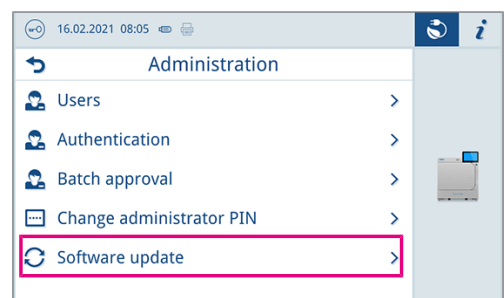 16.02.2021 08:05
i
Administration
Users
Authentication
Batch approval
Change administrator PIN
Software update